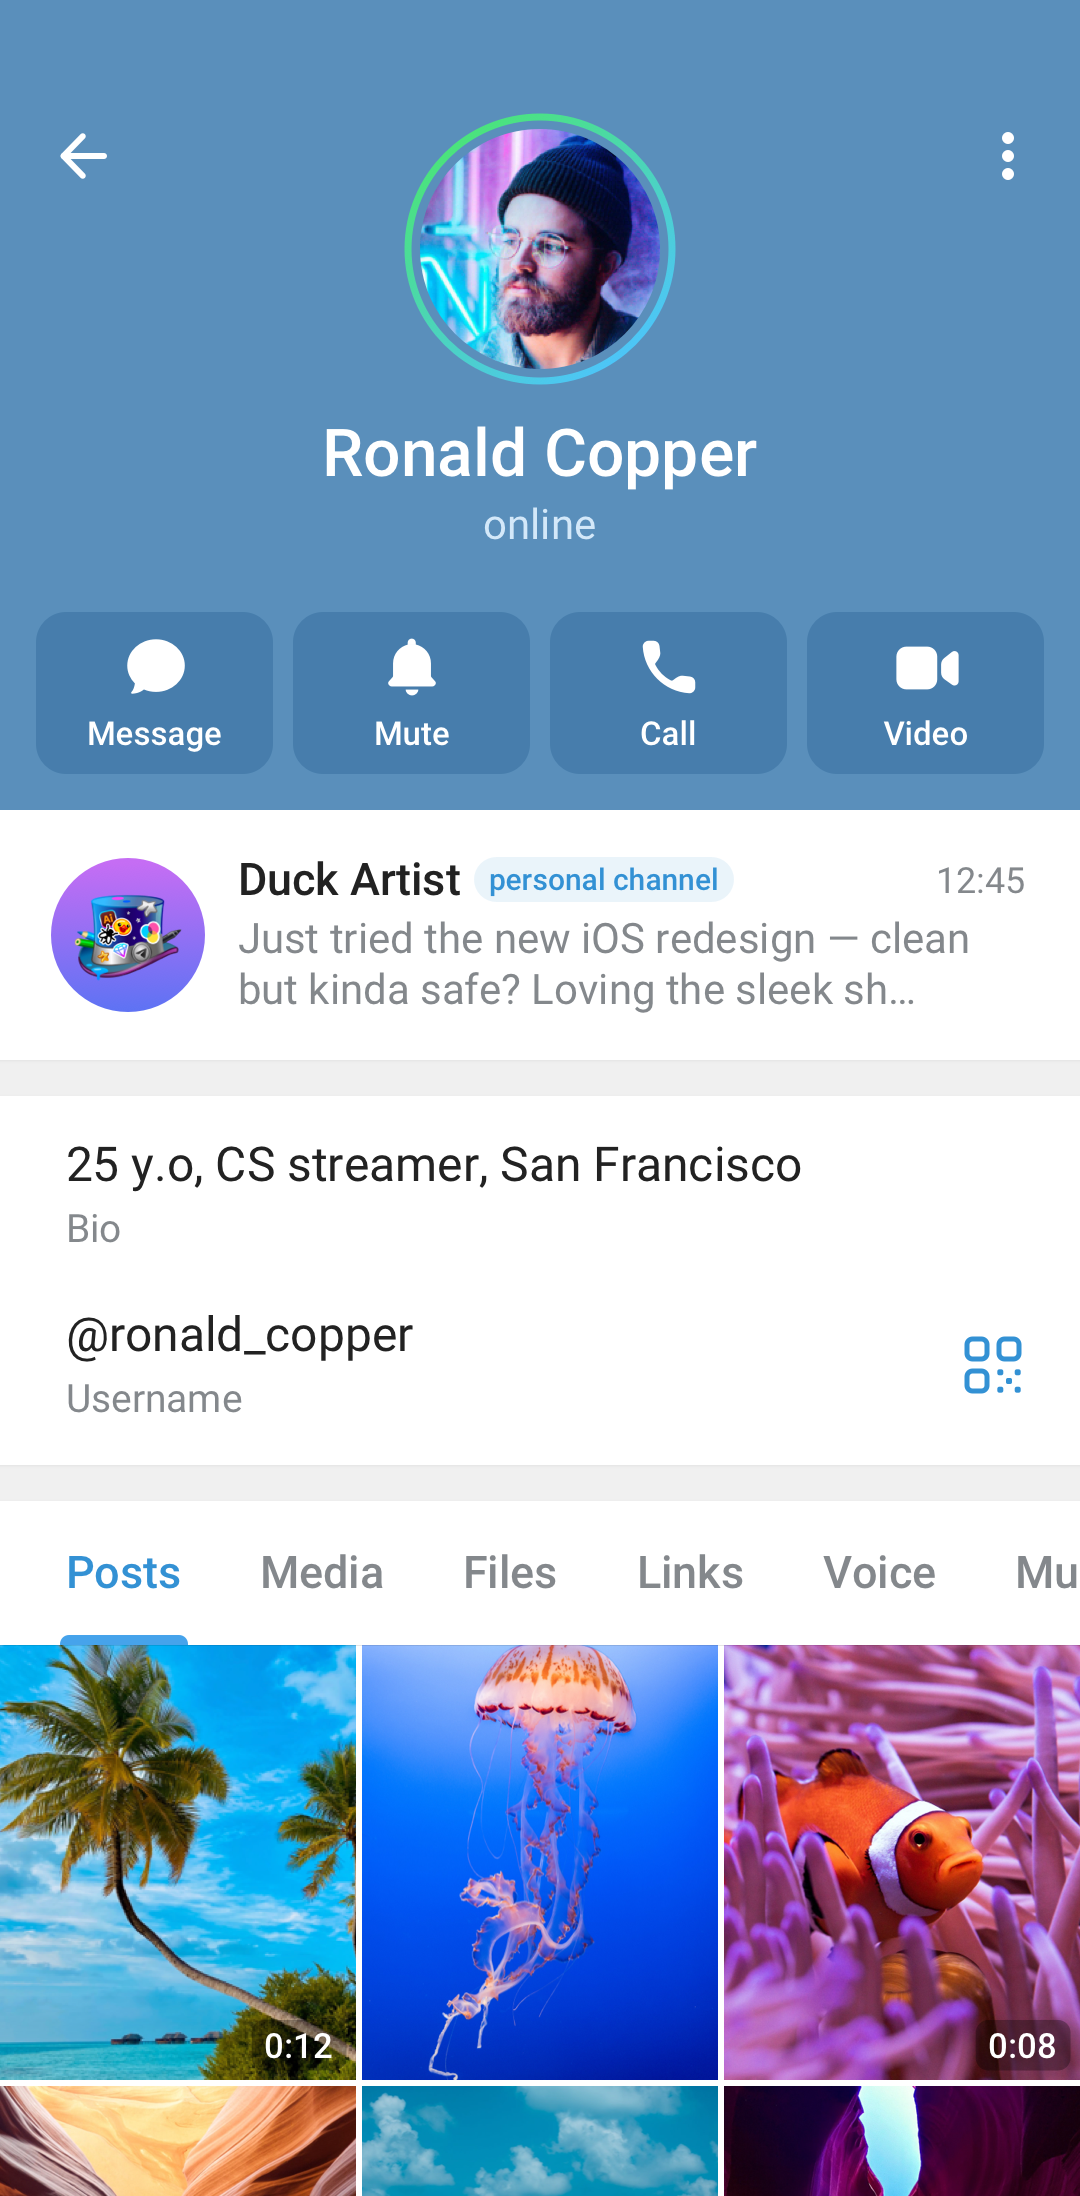 Ronald Copper
online
Message
Mute
Call
Video
Duck Artist personal channel 12:45
Just tried the new iOS redesign — clean
but kinda safe? Loving the sleek sh...
25 y.o, CS streamer, San Francisco
Bio
@ronald_copper
Username
Posts Media Files Links Voice Mu
0:12
0:08